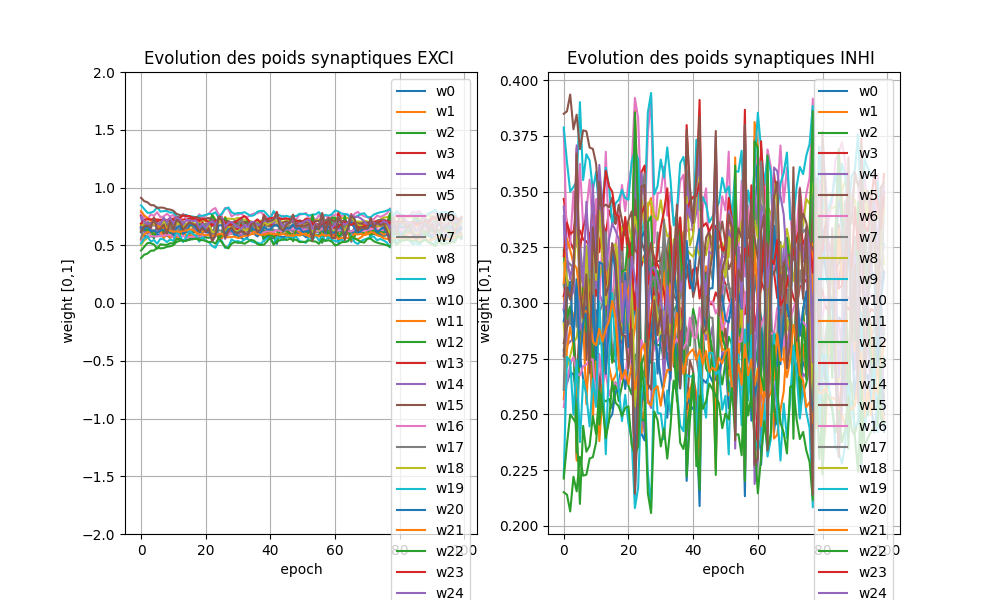 Evolution des poids synaptiques EXCI
weight [0,1]
2.0
1.5
1.0
0.5
0.0
−0.5
−1.0
−1.5
−2.0
0
20
40
60
80
100
epoch
w0
w1
w2
w3
w4
w5
w6
w7
w8
w9
w10
w11
w12
w13
w14
w15
w16
w17
w18
w19
w20
w21
w22
w23
w24
Evolution des poids synaptiques INHI
weight [0,1]
0.400
0.375
0.350
0.325
0.300
0.275
0.250
0.225
0.200
0
20
40
60
80
100
epoch
w0
w1
w2
w3
w4
w5
w6
w7
w8
w9
w10
w11
w12
w13
w14
w15
w16
w17
w18
w19
w20
w21
w22
w23
w24